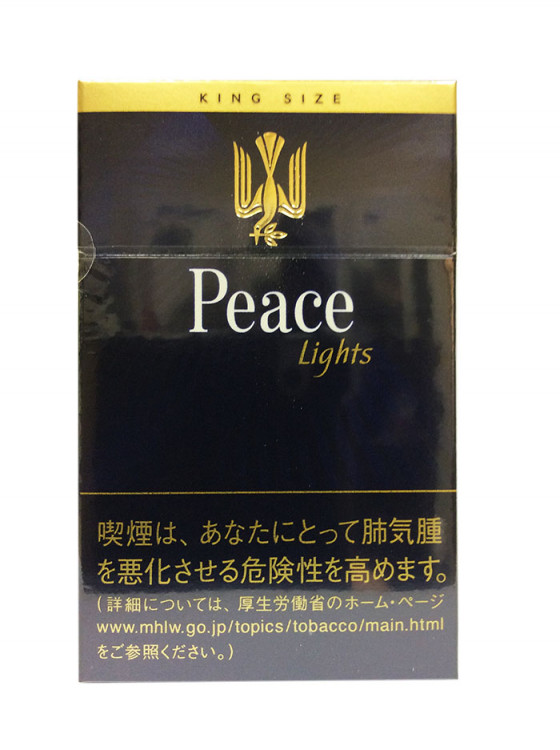 KING SIZE
Peace
Lights
喫煙は、あなたにとって肺気腫
を悪化させる危険性を高めます。
(詳細については、厚生労働省のホーム・ページ
www.mhlw.go.jp/topics/tobacco/main.html
をご参照ください。)